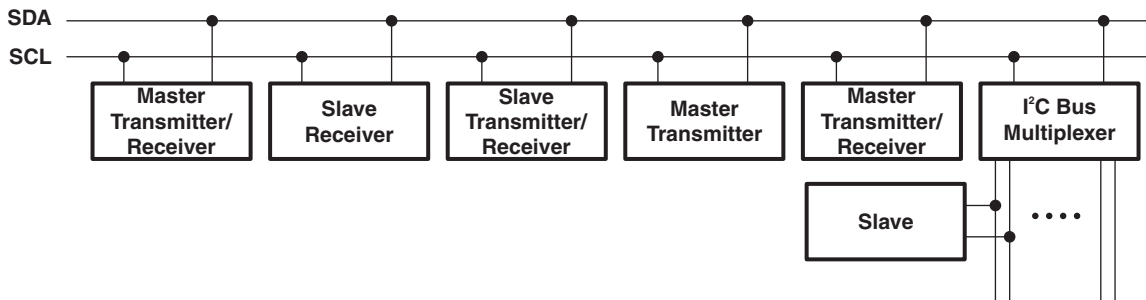 SDA
SCL
Master
Transmitter/
Receiver
Slave
Receiver
Slave
Transmitter/
Receiver
Master
Transmitter
Master
Transmitter/
Receiver
I²C Bus
Multiplexer
Slave